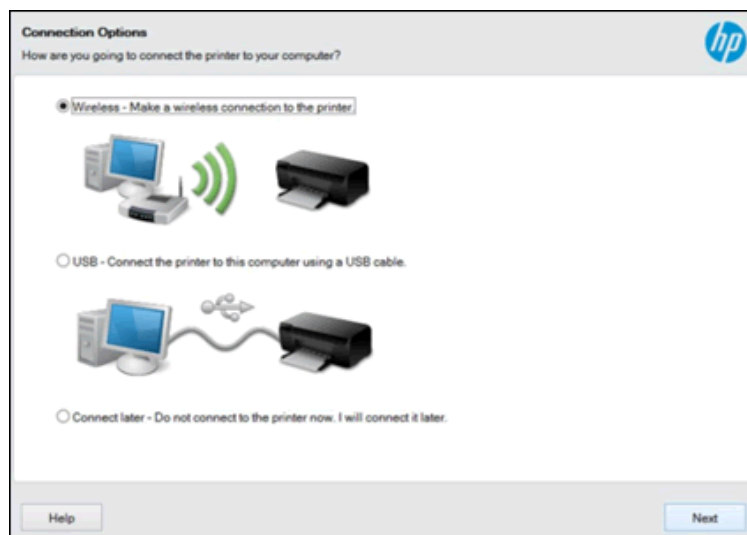 Connection Options
How are you going to connect the printer to your computer?
hp
Wireless - Make a wireless connection to the printer.
USB - Connect the printer to this computer using a USB cable.
Connect later - Do not connect to the printer now. I will connect it later.
Help
Next